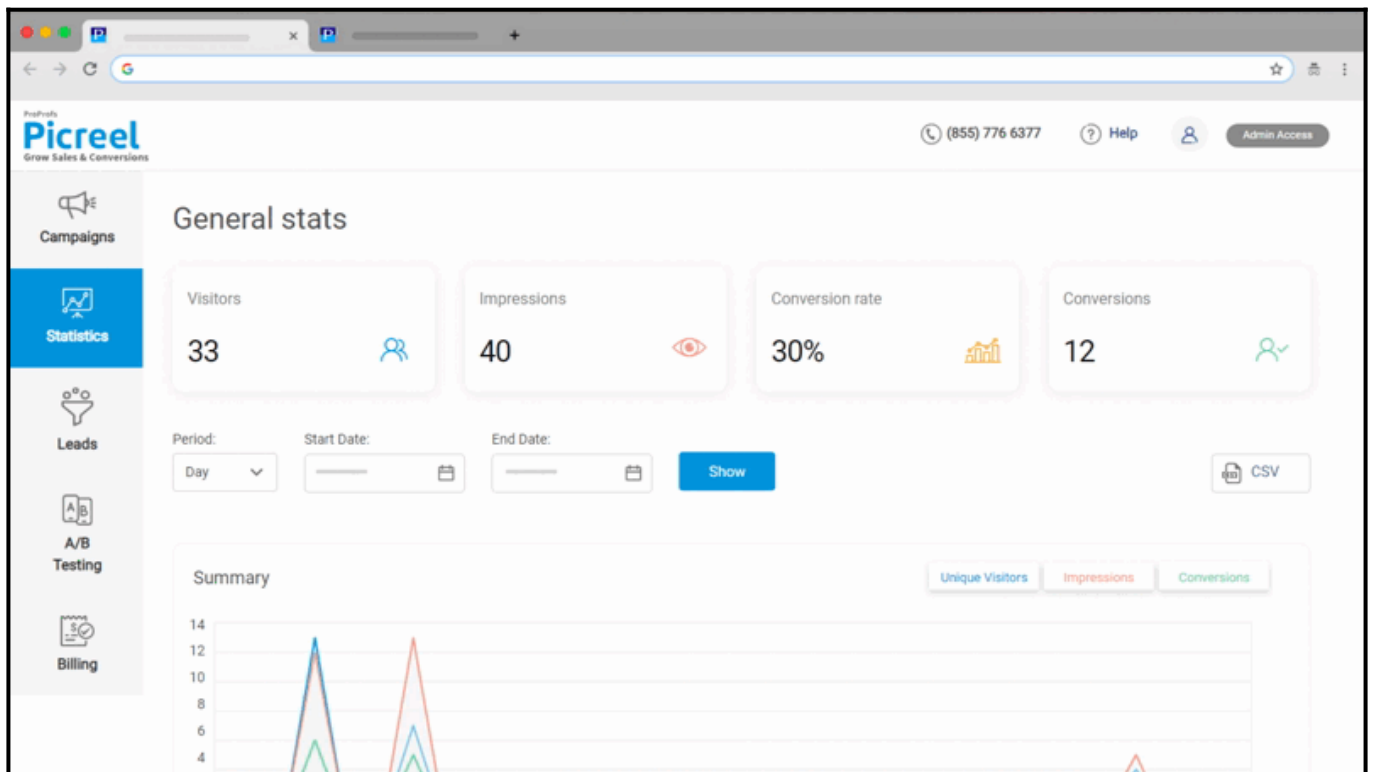 ProProfs
Picreel
Grow Sales & Conversions
(855) 776 6377
Help
Admin Access
Campaigns
Statistics
Leads
A/B
Testing
Billing
General stats
Visitors
33
Impressions
40
Conversion rate
30%
Conversions
12
Period:
Start Date:
End Date:
Day
Show
CSV
Summary
Unique Visitors
Impressions
Conversions
14
12
10
8
6
4